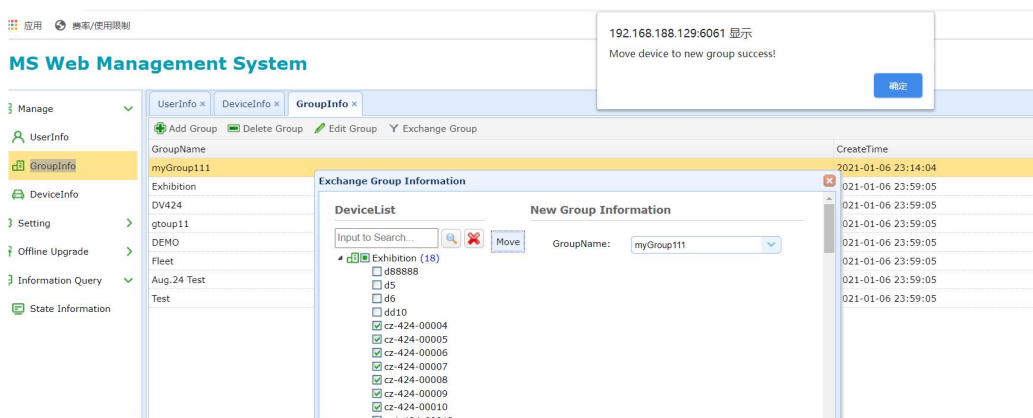 应用 费率/使用限制
192.168.188.129:6061 显示
Move device to new group success!
确定
MS Web Management System
Manage
UserInfo
GroupInfo
DeviceInfo
Setting
Offline Upgrade
Information Query
State Information
UserInfo × DeviceInfo × GroupInfo ×
Add Group Delete Group Edit Group Exchange Group
GroupName CreateTime
myGroup111 2021-01-06 23:14:04
Exhibition 2021-01-06 23:59:05
DV424 2021-01-06 23:59:05
gtoup11 2021-01-06 23:59:05
DEMO 2021-01-06 23:59:05
Fleet 2021-01-06 23:59:05
Aug.24 Test 2021-01-06 23:59:05
Test 2021-01-06 23:59:05
Exchange Group Information
DeviceList New Group Information
Input to Search... Move GroupName: myGroup111
Exhibition (18)
d88888
d5
d6
dd10
cz-424-00004
cz-424-00005
cz-424-00006
cz-424-00007
cz-424-00008
cz-424-00009
cz-424-00010